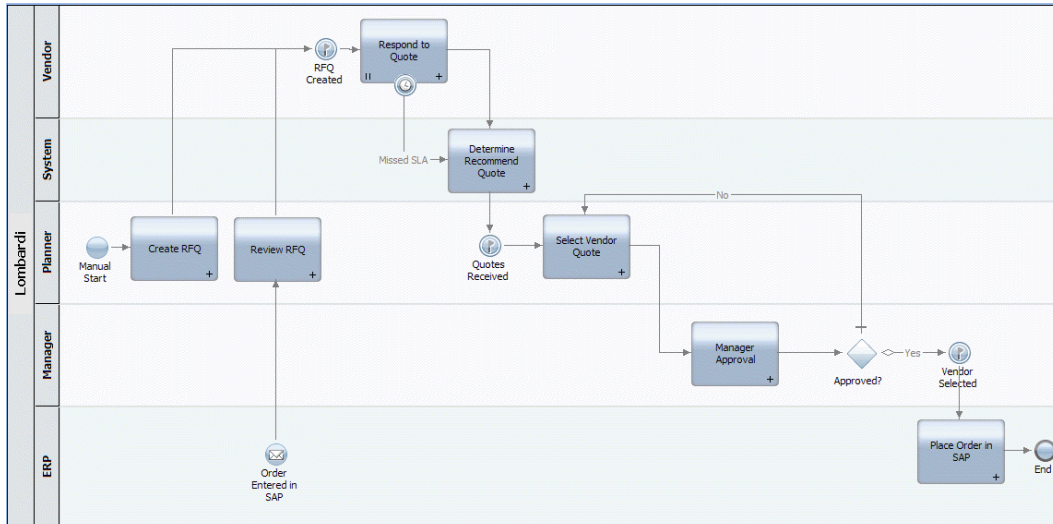 Lombardi
Vendor
RFQ
Created
Respond to
Quote
System
Missed SLA
Determine
Recommend
Quote
No
Planner
Manual
Start
Create RFQ
Review RFQ
Quotes
Received
Select Vendor
Quote
Manager
Manager
Approval
Approved?
Yes
Vendor
Selected
ERP
Order
Entered in
SAP
Place Order in
SAP
End